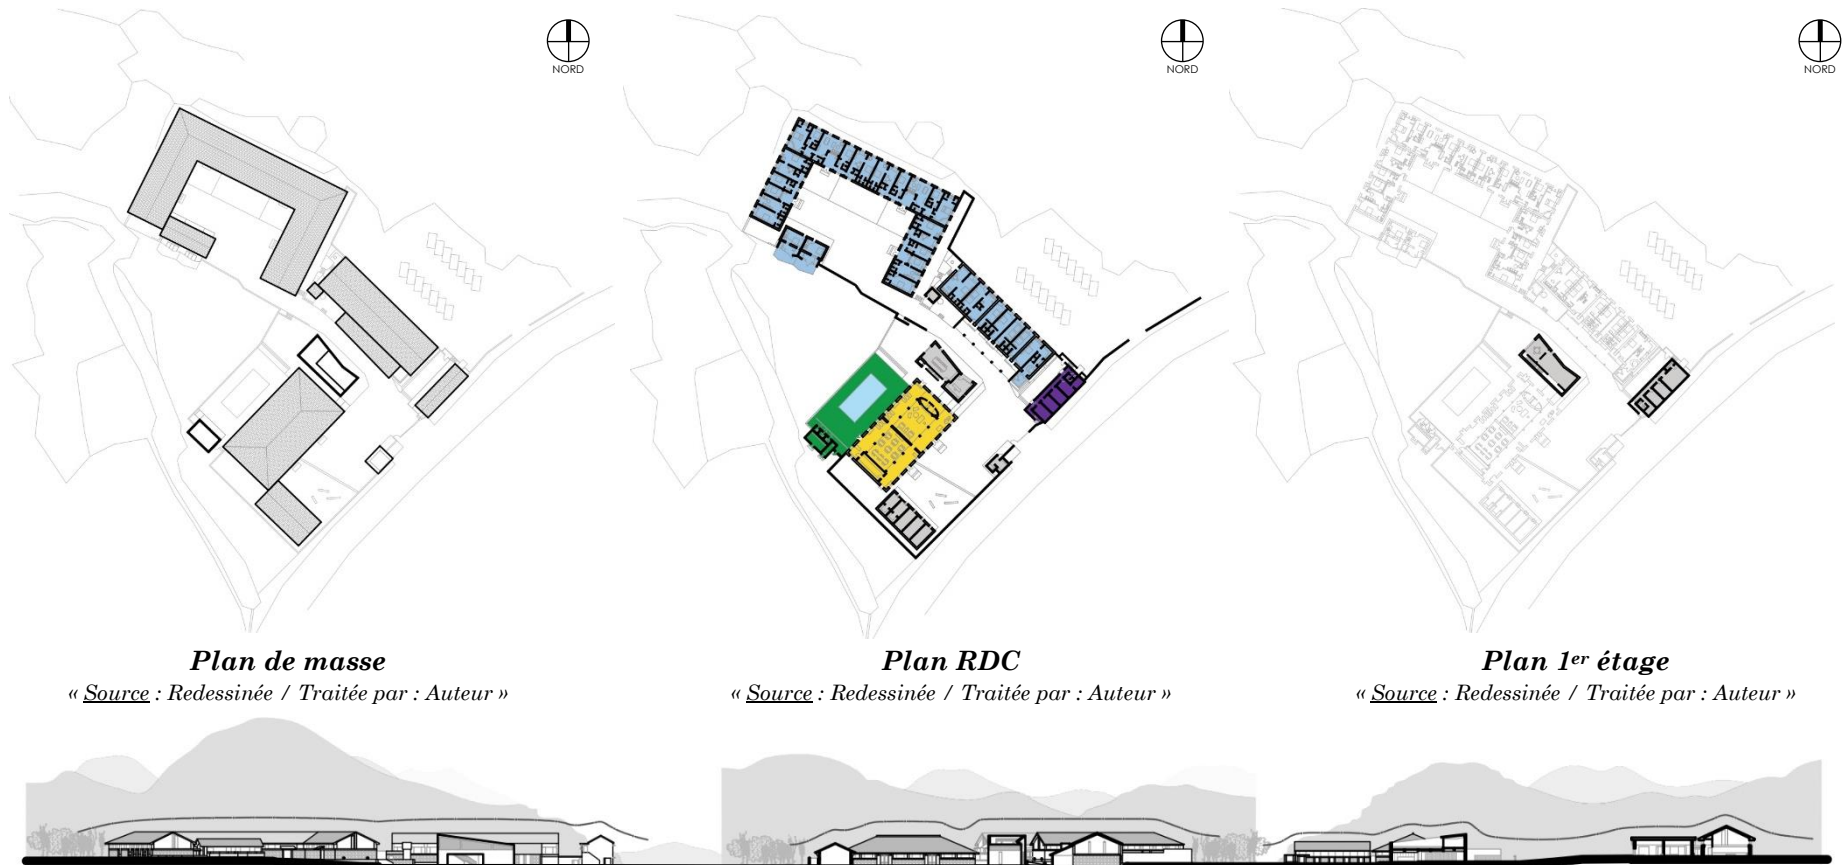 NORD
NORD
NORD
Plan de masse
« Source : Redessinée / Traitée par : Auteur »
Plan RDC
« Source : Redessinée / Traitée par : Auteur »
Plan 1er étage
« Source : Redessinée / Traitée par : Auteur »